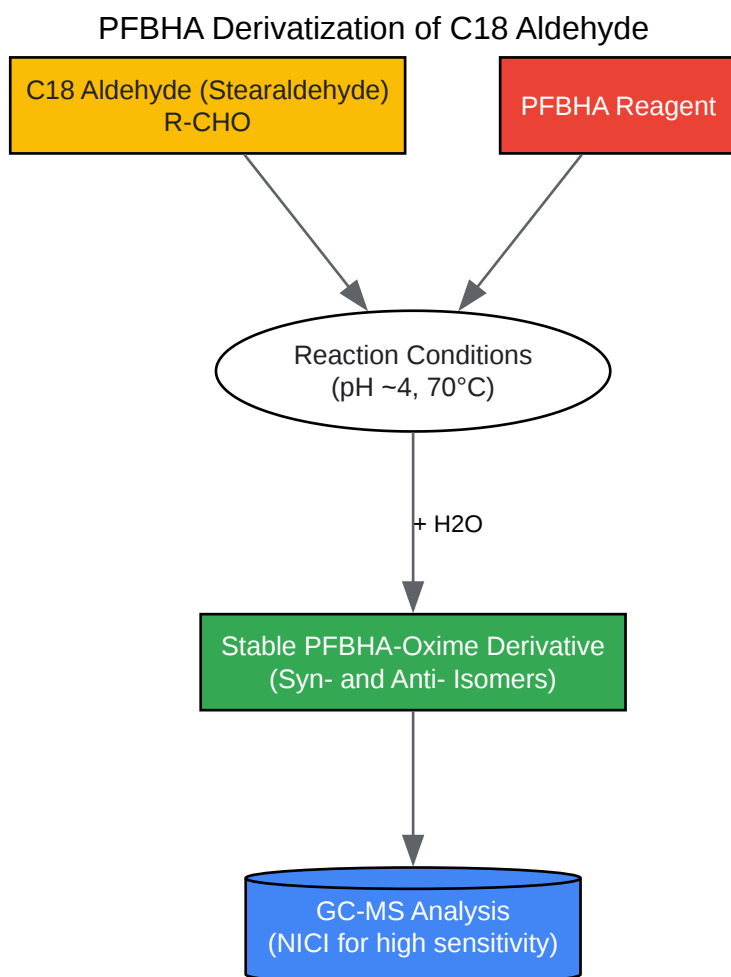 PFBHA Derivatization of C18 Aldehyde
C18 Aldehyde (Stearaldehyde)
R-CHO
PFBHA Reagent
Reaction Conditions
(pH ~4, 70°C)
+ H2O
Stable PFBHA-Oxime Derivative
(Syn- and Anti- Isomers)
GC-MS Analysis
(NICI for high sensitivity)